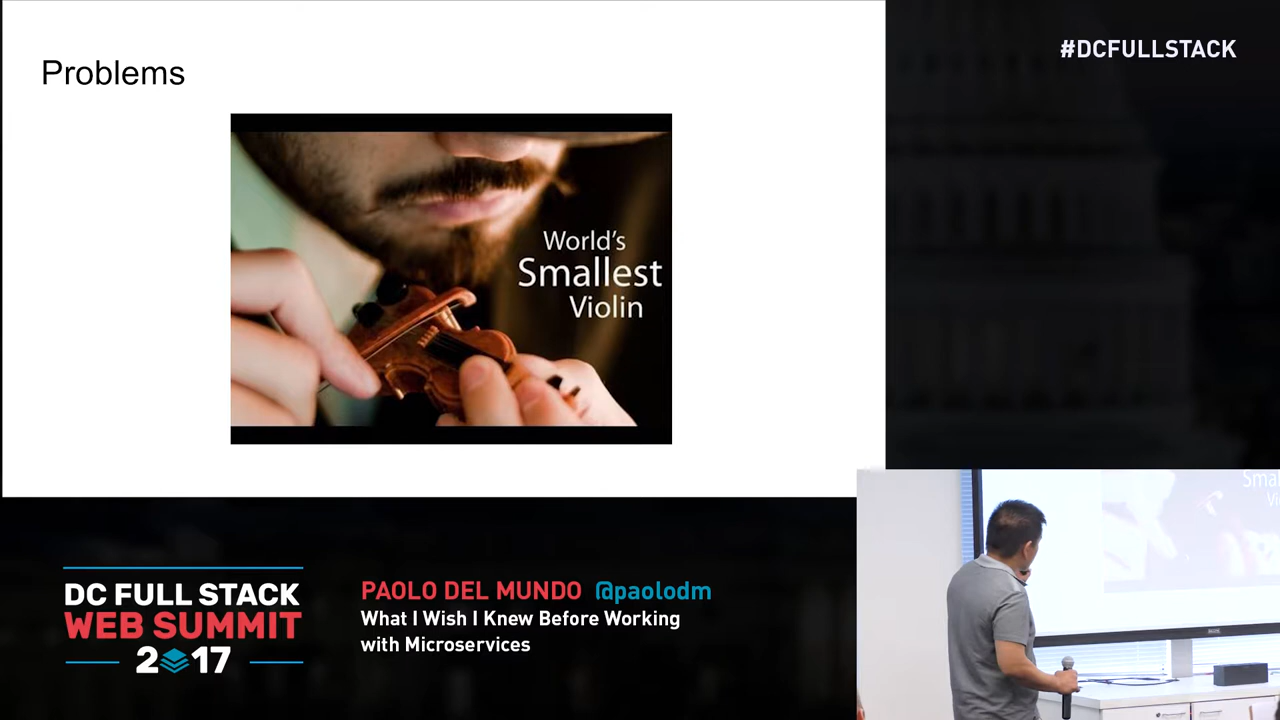 #DCFULLSTACK
Problems
World's
Smallest
Violin
Smal
DC FULL STACK
WEB SUMMIT
2017
PAOLO DEL MUNDO @paolodm
What I Wish I Knew Before Working
with Microservices